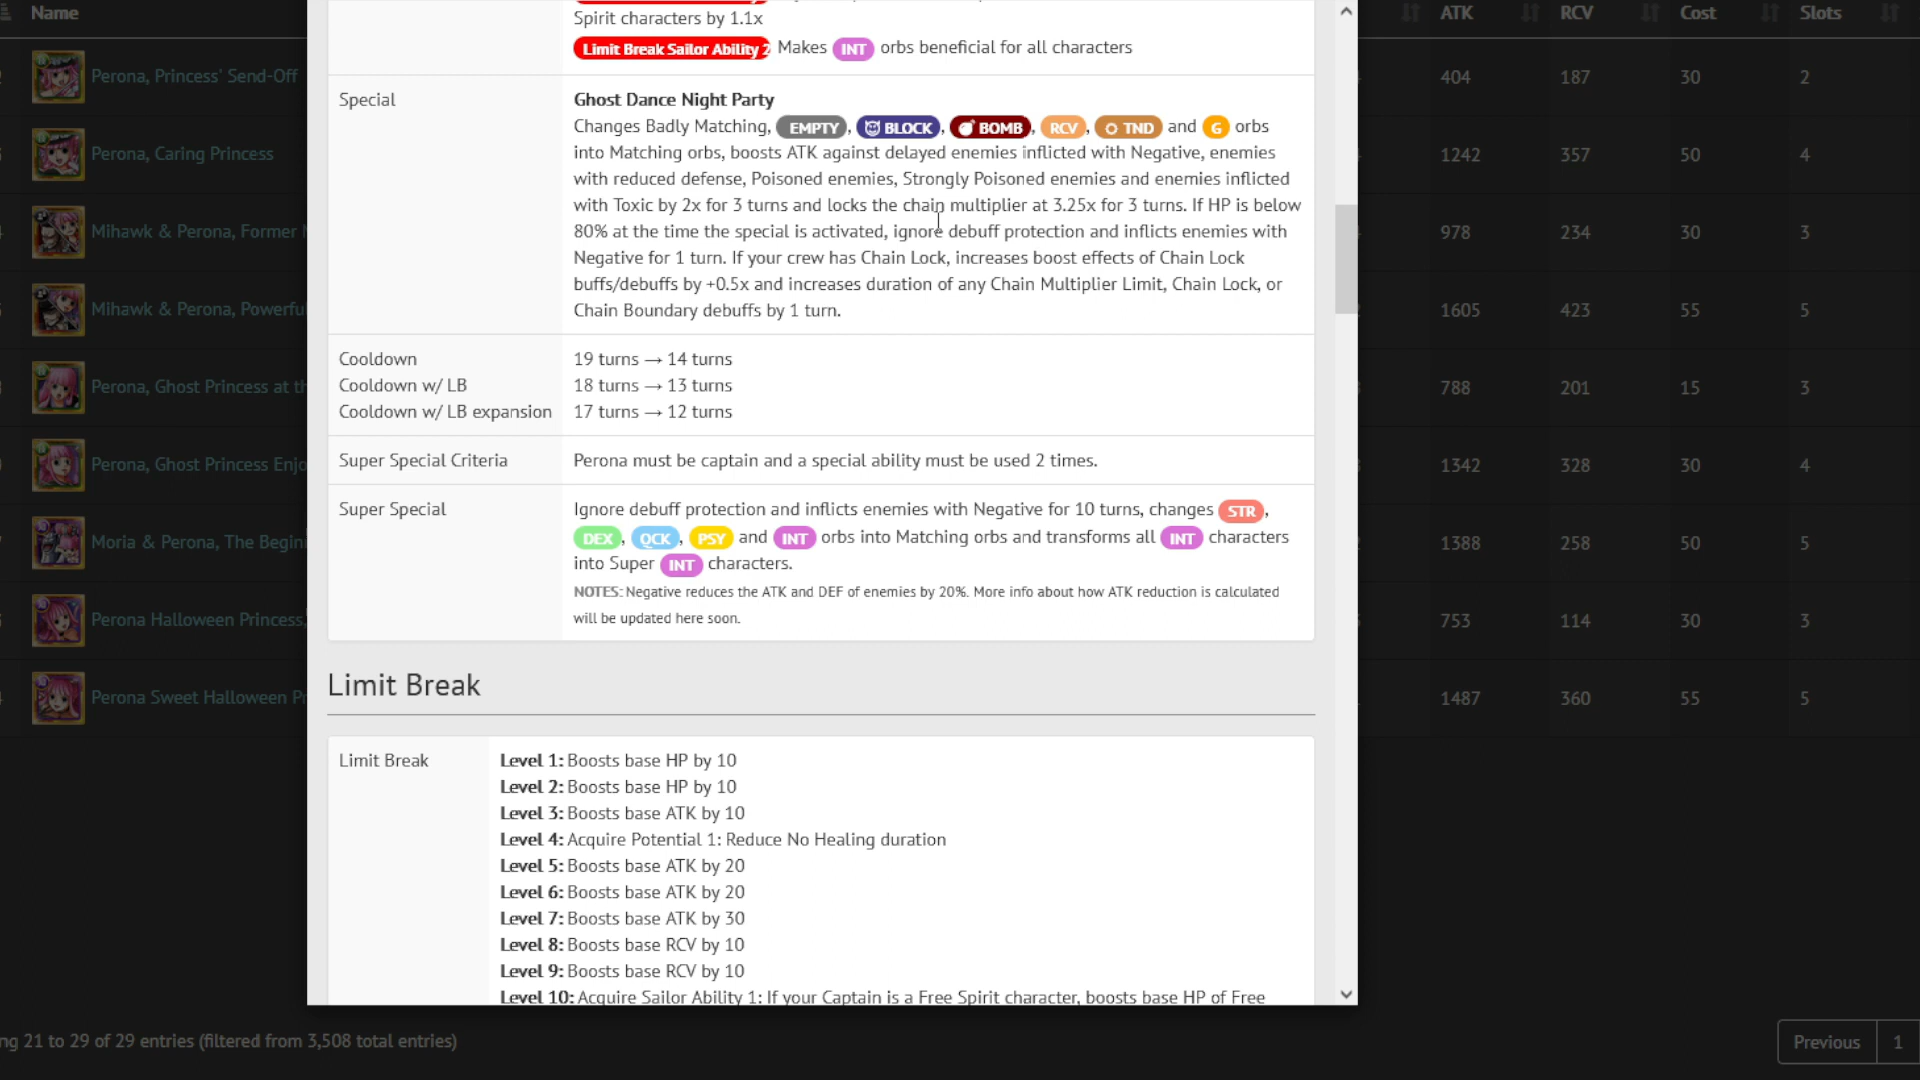 Name
ATK
RCV
Cost
Slots
Perona, Princess' Send-Off
404
187
30
2
Perona, Caring Princess
1242
357
50
4
Mihawk & Perona, Former
978
234
30
3
Mihawk & Perona, Powerfu
1605
423
55
5
Perona, Ghost Princess at th
788
201
15
3
Perona, Ghost Princess Enjo
1342
328
30
4
Moria & Perona, The Begin
1388
258
50
5
Perona Halloween Princess,
753
114
30
3
Perona Sweet Halloween Pr
1487
360
55
5
Spirit characters by 1.1x
Limit Break Sailor Ability 2 Makes INT orbs beneficial for all characters
Special
Ghost Dance Night Party
Changes Badly Matching, EMPTY, BLOCK, BOMB, RCV, TND and G orbs
into Matching orbs, boosts ATK against delayed enemies inflicted with Negative, enemies
with reduced defense, Poisoned enemies, Strongly Poisoned enemies and enemies inflicted
with Toxic by 2x for 3 turns and locks the chain multiplier at 3.25x for 3 turns. If HP is below
80% at the time the special is activated, ignore debuff protection and inflicts enemies with
Negative for 1 turn. If your crew has Chain Lock, increases boost effects of Chain Lock
buffs/debuffs by +0.5x and increases duration of any Chain Multiplier Limit, Chain Lock, or
Chain Boundary debuffs by 1 turn.
Cooldown
19 turns → 14 turns
Cooldown w/ LB
18 turns → 13 turns
Cooldown w/ LB expansion
17 turns → 12 turns
Super Special Criteria
Perona must be captain and a special ability must be used 2 times.
Super Special
Ignore debuff protection and inflicts enemies with Negative for 10 turns, changes STR,
DEX, QCK, PSY and INT orbs into Matching orbs and transforms all INT characters
into Super INT characters.
NOTES: Negative reduces the ATK and DEF of enemies by 20%. More info about how ATK reduction is calculated
will be updated here soon.
Limit Break
Limit Break
Level 1: Boosts base HP by 10
Level 2: Boosts base HP by 10
Level 3: Boosts base ATK by 10
Level 4: Acquire Potential 1: Reduce No Healing duration
Level 5: Boosts base ATK by 20
Level 6: Boosts base ATK by 20
Level 7: Boosts base ATK by 30
Level 8: Boosts base RCV by 10
Level 9: Boosts base RCV by 10
Level 10: Acquire Sailor Ability 1: If your Captain is a Free Spirit character, boosts base HP of Free
ng 21 to 29 of 29 entries (filtered from 3,508 total entries)
Previous
1